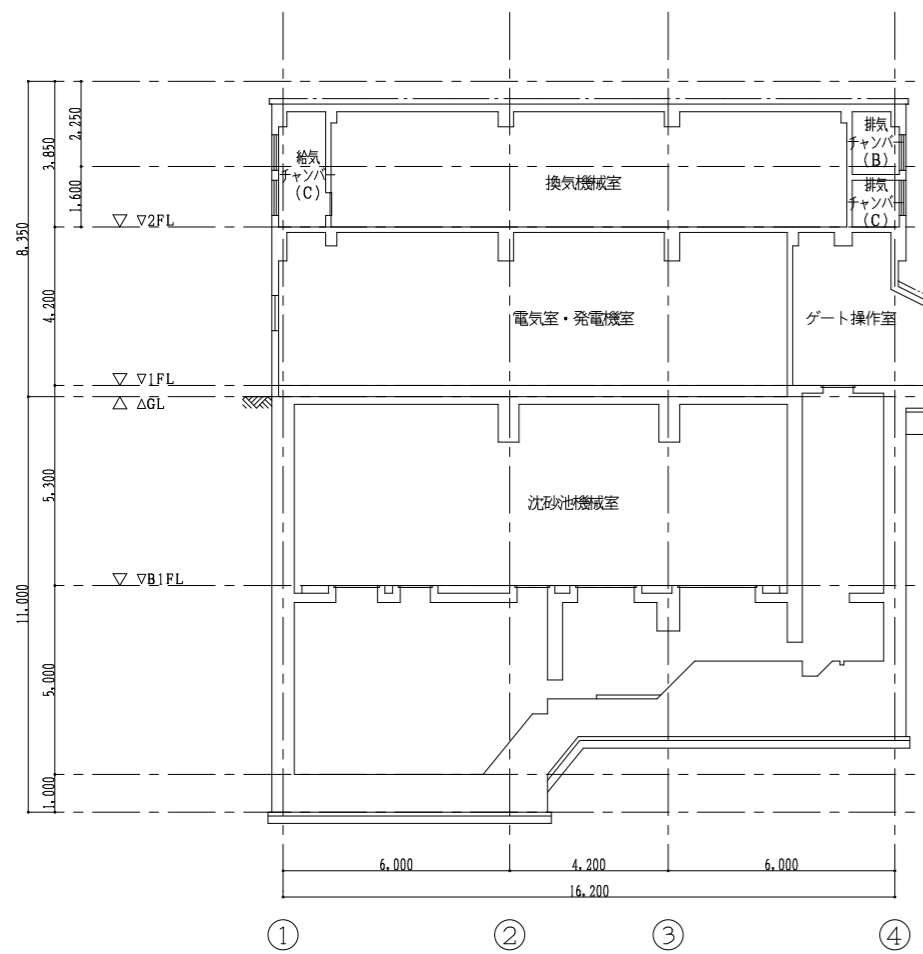 2,250
3,850
1,600
8,350
4,200
5,300
11,000
5,000
1,000
給気
チャンバー
(C)
換気機械室
排気
チャンバー
(B)
排気
チャンバー
(C)
▽2FL
電気室・発電機室
ゲート操作室
▽1FL
△GL
沈砂池機械室
▽B1FL
6,000
4,200
6,000
16,200
①
②
③
④